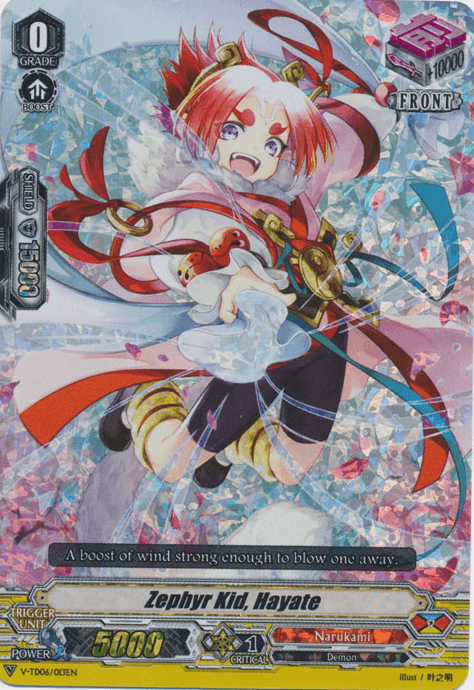 0
GRADE
BOOST
+10000
FRONT
SHIELD 15000
A boost of wind strong enough to blow one away.
Zephyr Kid, Hayate
TRIGGER
UNIT
POWER 5000
1
CRITICAL
Narukami
Demon
V-TD06/013EN
illust / 叶之明